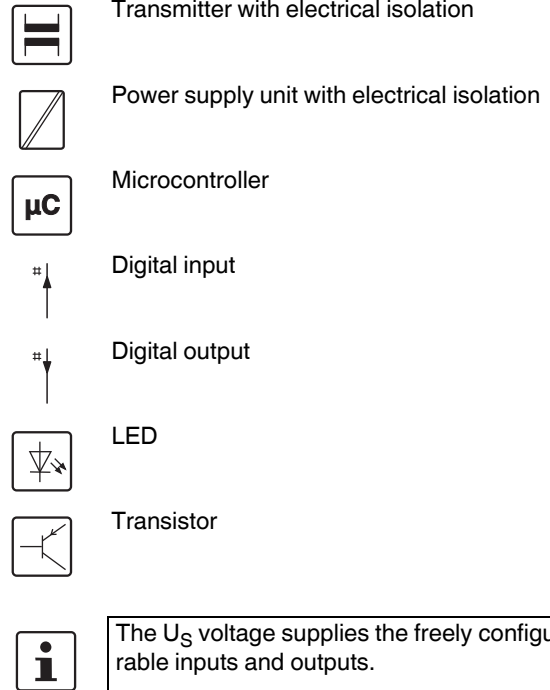 Transmitter with electrical isolation
Power supply unit with electrical isolation
µC
Microcontroller
#
Digital input
#
Digital output
LED
Transistor
i
The US voltage supplies the freely configu
rable inputs and outputs.